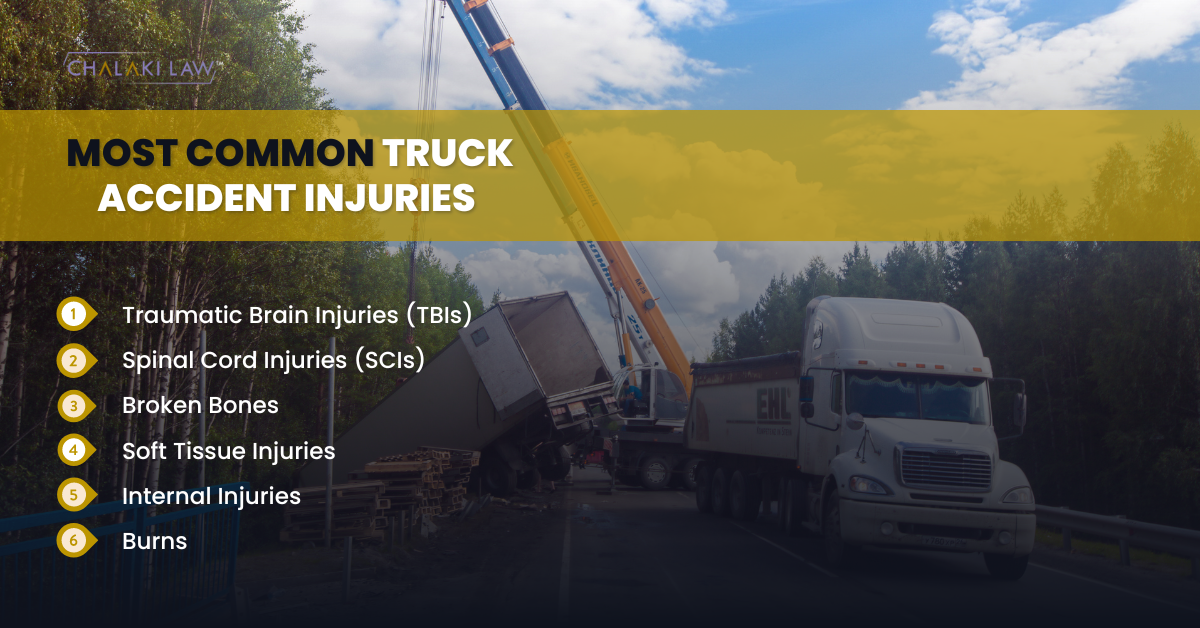 CHALAKI LAW
MOST COMMON TRUCK
ACCIDENT INJURIES
1 Traumatic Brain Injuries (TBIs)
2 Spinal Cord Injuries (SCIs)
3 Broken Bones
4 Soft Tissue Injuries
5 Internal Injuries
6 Burns
EHL